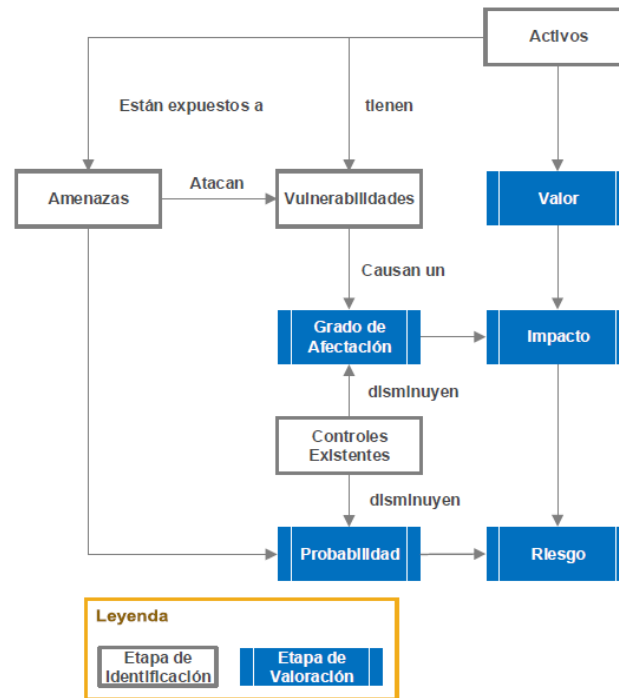 Activos
Están expuestos a
tienen
Amenazas
Atacan
Vulnerabilidades
Valor
Causan un
Grado de
Afectación
Impacto
disminuyen
Controles
Existentes
disminuyen
Probabilidad
Riesgo
Leyenda
Etapa de
Identificación
Etapa de
Valoración